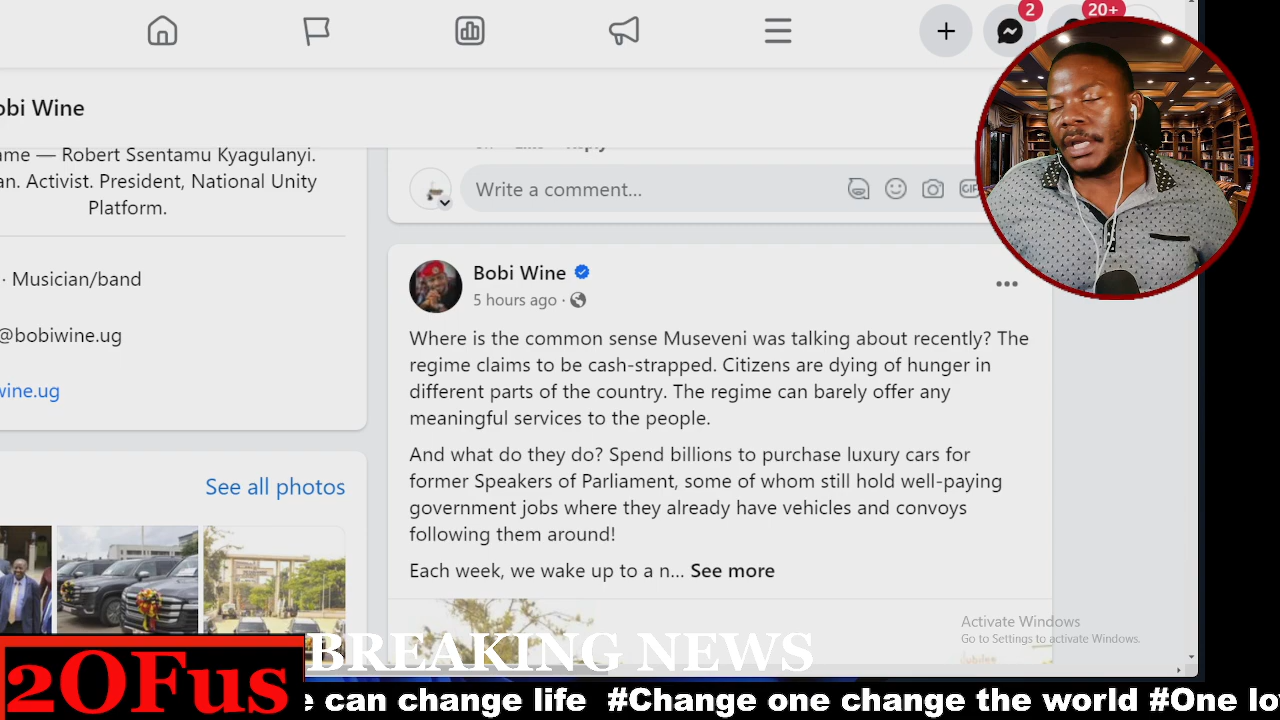 2
20+
obi Wine
ame — Robert Ssentamu Kyagulanyi.
an. Activist. President, National Unity
Platform.
· Musician/band
@bobiwine.ug
wine.ug
See all photos
Write a comment...
GIF
Bobi Wine
5 hours ago ·
Where is the common sense Museveni was talking about recently? The
regime claims to be cash-strapped. Citizens are dying of hunger in
different parts of the country. The regime can barely offer any
meaningful services to the people.
And what do they do? Spend billions to purchase luxury cars for
former Speakers of Parliament, some of whom still hold well-paying
government jobs where they already have vehicles and convoys
following them around!
Each week, we wake up to a n... See more
Activate Windows
Go to Settings to activate Windows.
BREAKING NEWS
2OFus
e can change life #Change one change the world #One lo